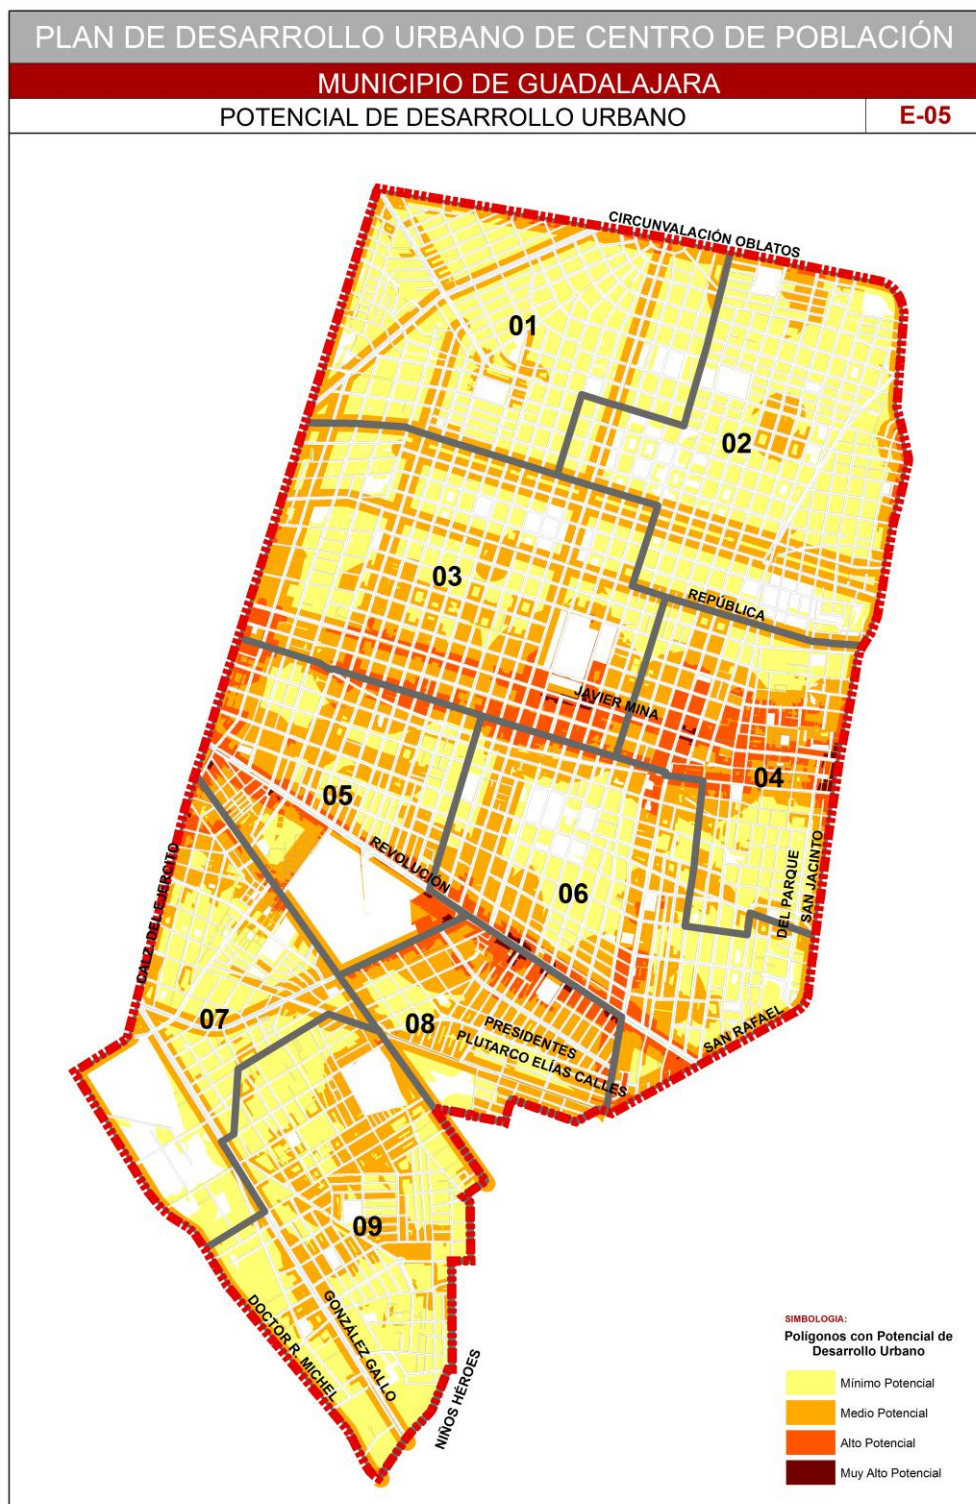 PLAN DE DESARROLLO URBANO DE CENTRO DE POBLACIÓN
MUNICIPIO DE GUADALAJARA
POTENCIAL DE DESARROLLO URBANO
E-05
CIRCUNVALACIÓN OBLATOS
01
02
03
REPÚBLICA
JAVIER MINA
04
05
REVOLUCIÓN
06
DEL PARQUE
SAN JACINTO
CALZ DEL EJERCITO
07
08
PRESIDENTES
PLUTARCO ELÍAS CALLES
SAN RAFAEL
09
DOCTOR R. MICHEL
GONZÁLEZ GALLO
NIÑOS HÉROES
SIMBOLOGIA:
Polígonos con Potencial de
Desarrollo Urbano
Mínimo Potencial
Medio Potencial
Alto Potencial
Muy Alto Potencial